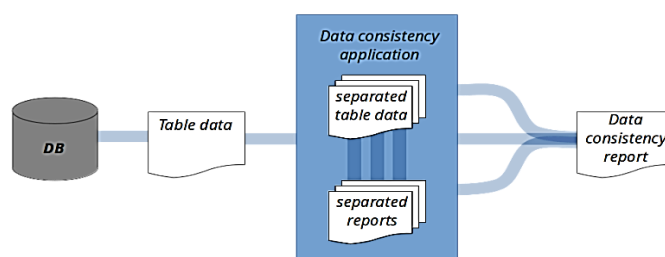 Data consistency
application
DB
Table data
separated
table data
separated
reports
Data
consistency
report